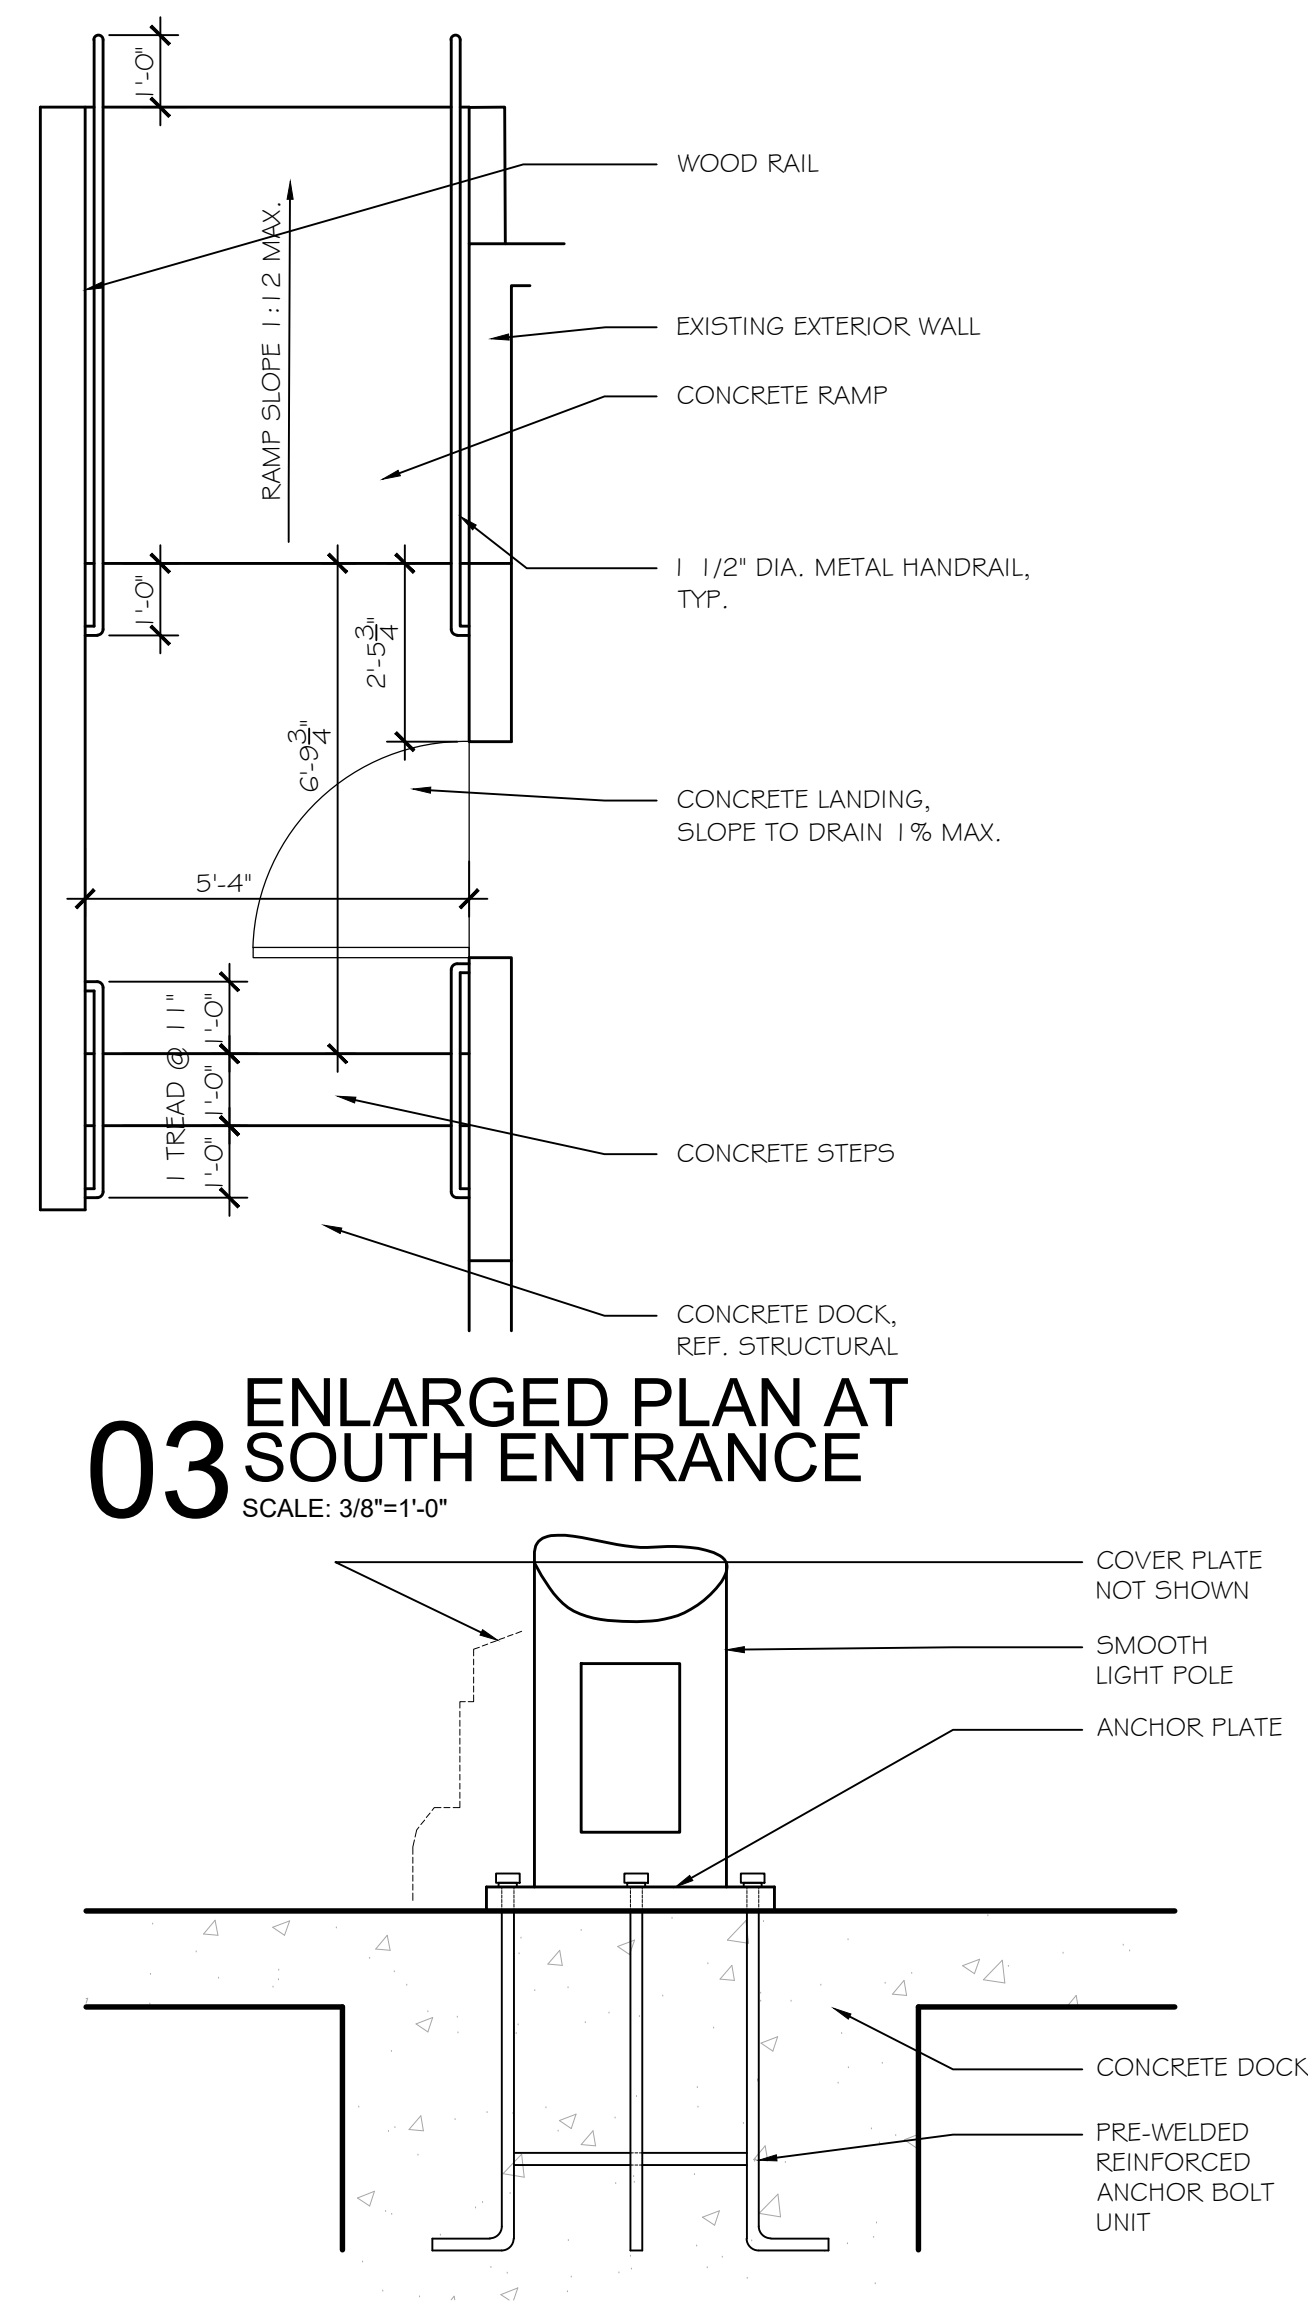 1'-0"
WOOD RAIL
RAMP SLOPE 1:12 MAX.
EXISTING EXTERIOR WALL
CONCRETE RAMP
1 1/2" DIA. METAL HANDRAIL,
TYP.
1'-0"
2'-5 3/4"
6'-9 3/4"
CONCRETE LANDING,
SLOPE TO DRAIN 1% MAX.
5'-4"
1 TREAD @ 11"
1'-0"
1'-0"
1'-0"
CONCRETE STEPS
CONCRETE DOCK,
REF. STRUCTURAL
03
ENLARGED PLAN AT
SOUTH ENTRANCE
SCALE: 3/8"=1'-0"
COVER PLATE
NOT SHOWN
SMOOTH
LIGHT POLE
ANCHOR PLATE
CONCRETE DOCK
PRE-WELDED
REINFORCED
ANCHOR BOLT
UNIT